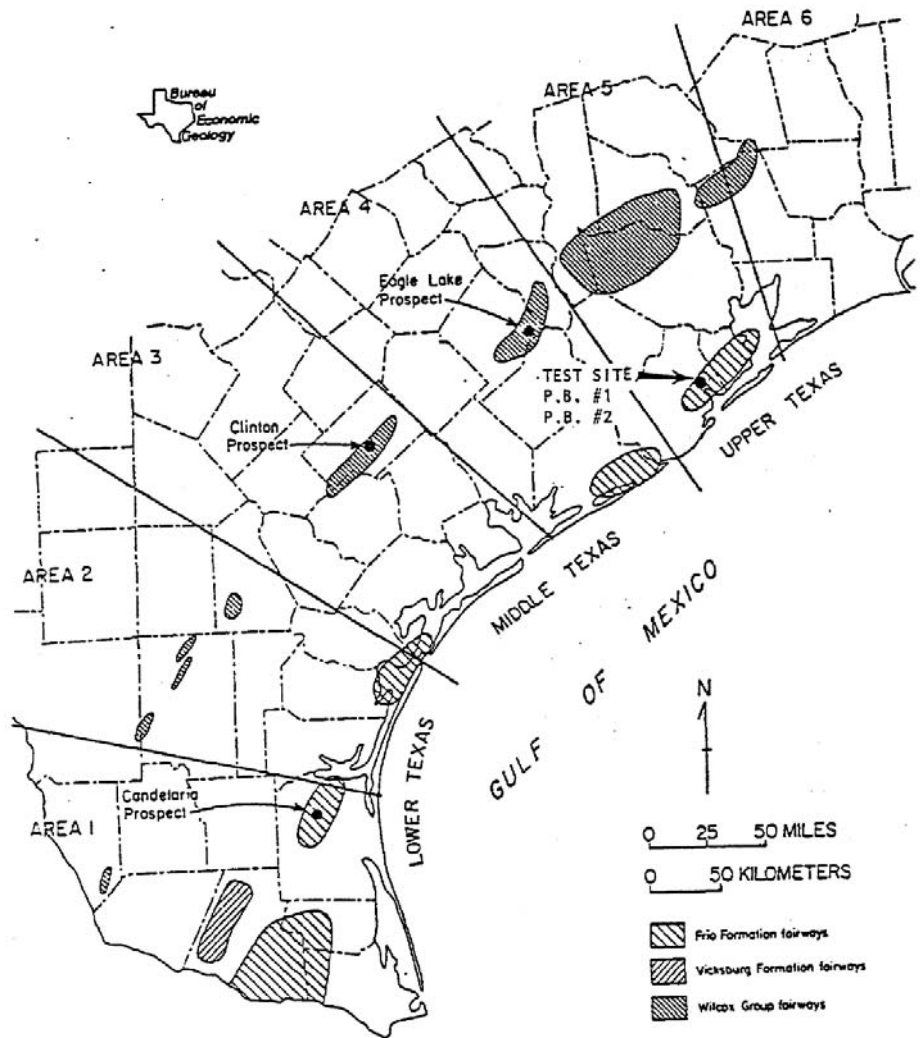 AREA 6
Bureau
of
Economic
Geology
AREA 5
AREA 4
Eagle Lake
Prospect
AREA 3
TEST SITE
P.B. #1
P.B. #2
Clinton
Prospect
UPPER TEXAS
AREA 2
MIDDLE TEXAS
GULF OF MEXICO
N
LOWER TEXAS
Candelaria
Prospect
AREA 1
0 25 50 MILES
0 50 KILOMETERS
Frio Formation fairways
Vicksburg Formation fairways
Wilcox Group fairways